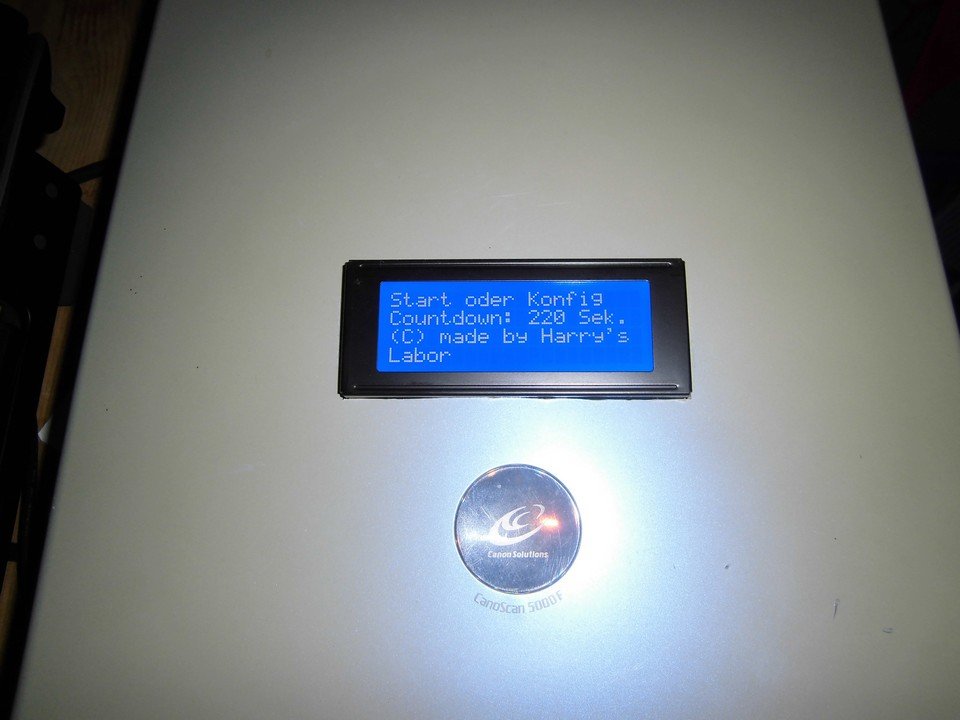 Start oder Konfig
Countdown: 220 Sek.
(C) made by Harry's
Labor
Canon Solutions
CanoScan 5000F